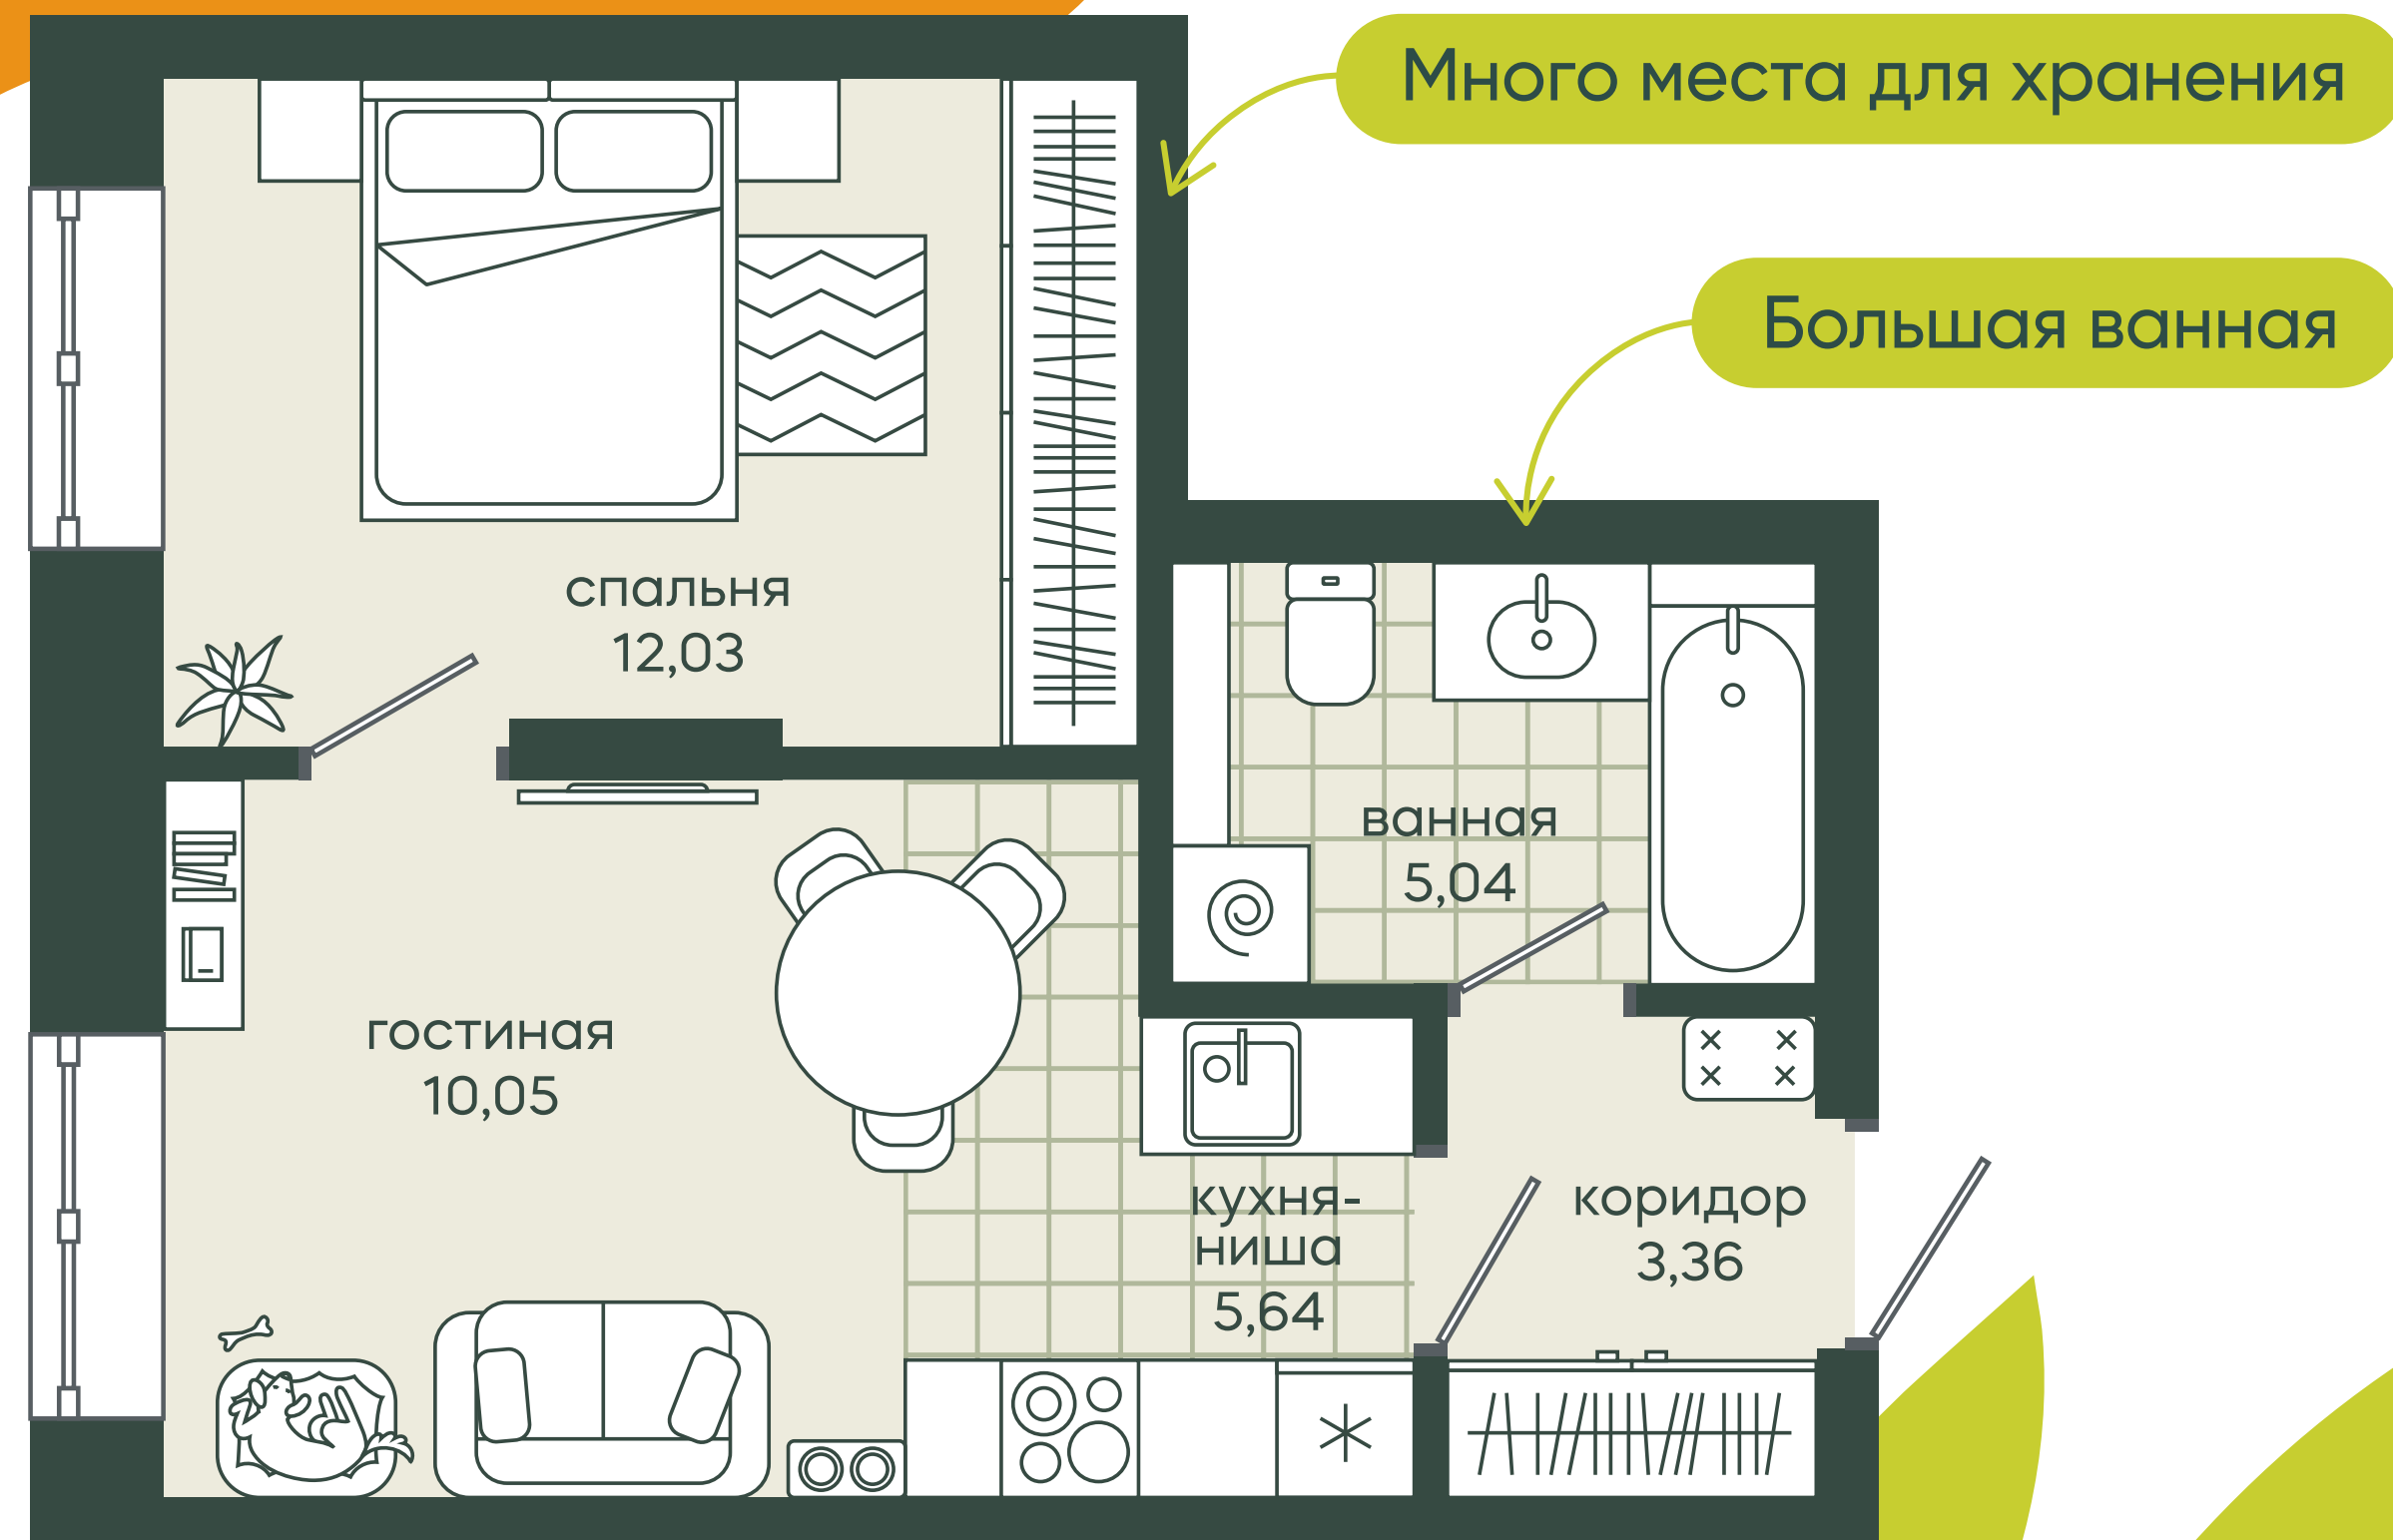 Много места для хранения
Большая ванная
спальня
12,03
ванная
5,04
гостиная
10,05
кухня-
ниша
5,64
коридор
3,36